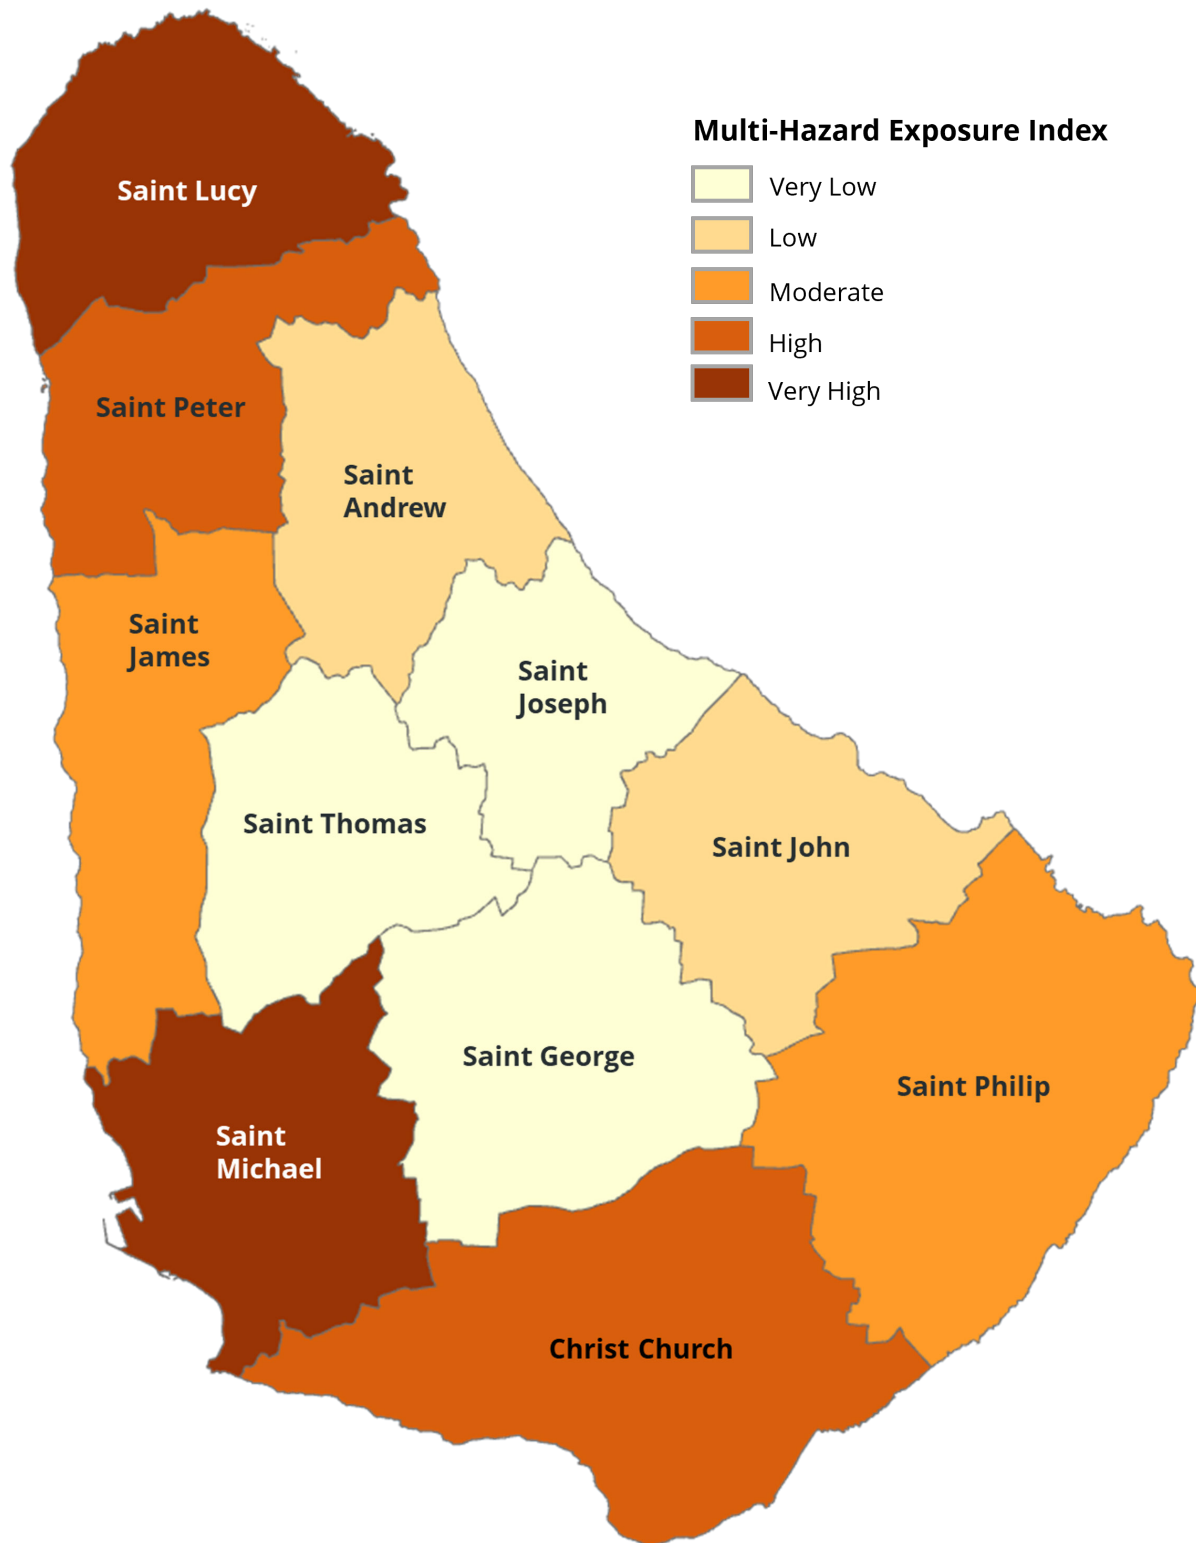 Multi-Hazard Exposure Index
Very Low
Low
Moderate
High
Very High
Saint Lucy
Saint Peter
Saint
Andrew
Saint
James
Saint
Joseph
Saint Thomas
Saint John
Saint George
Saint Philip
Saint
Michael
Christ Church